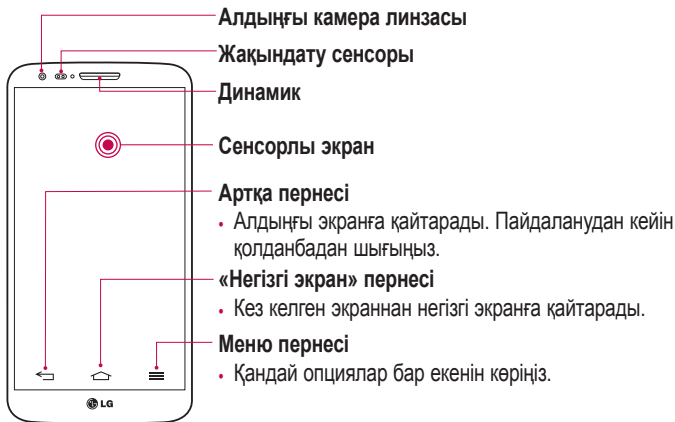 Алдыңғы камера линзасы
Жақындату сенсоры
Динамик
Сенсорлы экран
Артқа пернесі
• Алдыңғы экранға қайтарады. Пайдаланудан кейін
қолданбадан шығыңыз.
«Негізгі экран» пернесі
• Кез келген экраннан негізгі экранға қайтарады.
Меню пернесі
• Қандай опциялар бар екенін көріңіз.
LG